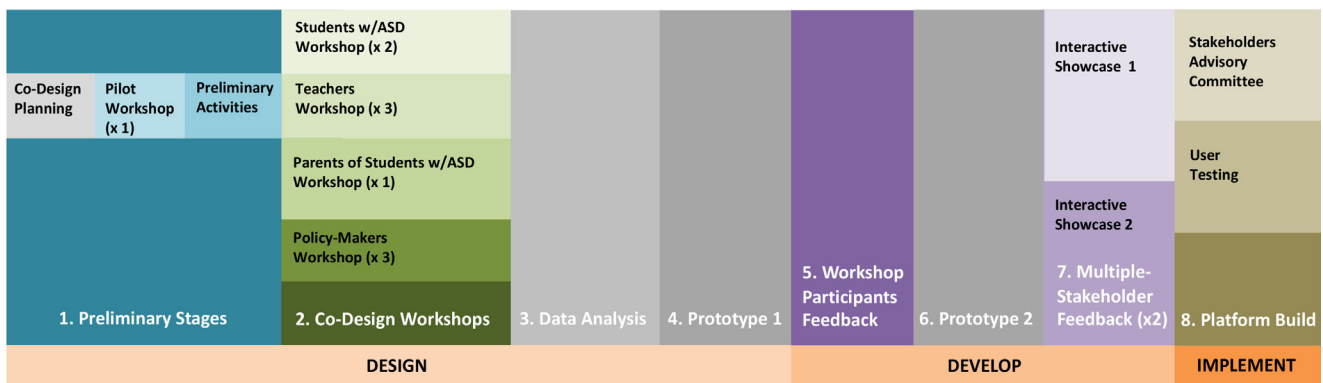 Co-Design
Planning
Pilot
Workshop
(x 1)
Preliminary
Activities
1. Preliminary Stages
Students w/ASD
Workshop (x 2)
Teachers
Workshop (x 3)
Parents of Students w/ASD
Workshop (x 1)
Policy-Makers
Workshop (x 3)
2. Co-Design Workshops
3. Data Analysis
4. Prototype 1
5. Workshop
Participants
Feedback
6. Prototype 2
Interactive
Showcase 1
Interactive
Showcase 2
7. Multiple-
Stakeholder
Feedback (x2)
Stakeholders
Advisory
Committee
User
Testing
8. Platform Build
DESIGN
DEVELOP
IMPLEMENT